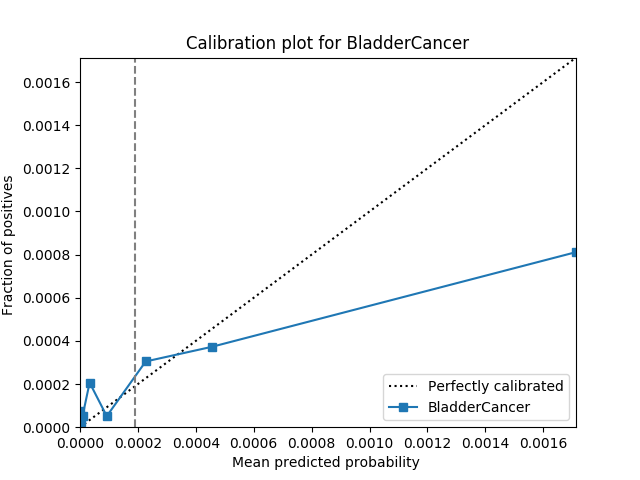 Calibration plot for BladderCancer
Fraction of positives
0.0016
0.0014
0.0012
0.0010
0.0008
0.0006
0.0004
0.0002
0.0000
0.0000 0.0002 0.0004 0.0006 0.0008 0.0010 0.0012 0.0014 0.0016
Mean predicted probability
Perfectly calibrated
BladderCancer